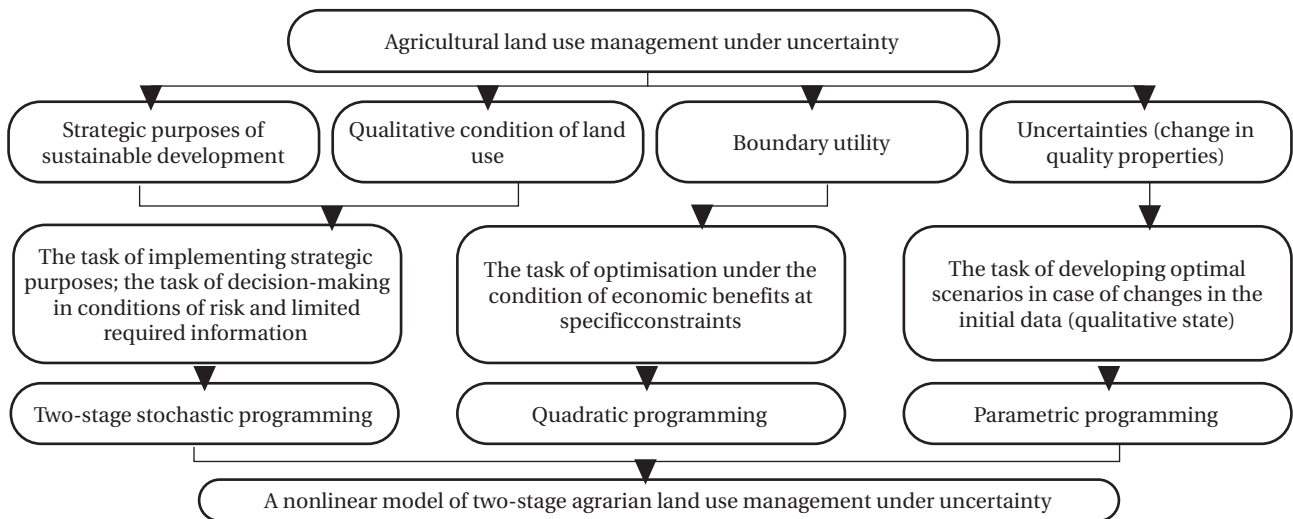 Agricultural land use management under uncertainty
Strategic purposes of
sustainable development
Qualitative condition of land
use
Boundary utility
Uncertainties (change in
quality properties)
The task of implementing strategic
purposes; the task of decision-making
in conditions of risk and limited
required information
The task of optimisation under the
condition of economic benefits at
specificconstraints
The task of developing optimal
scenarios in case of changes in the
initial data (qualitative state)
Two-stage stochastic programming
Quadratic programming
Parametric programming
A nonlinear model of two-stage agrarian land use management under uncertainty